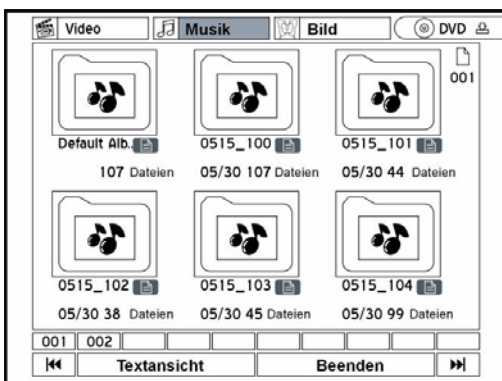 Video Musik Bild DVD
001
Default Alb.. 0515_100 0515_101
107 Dateien 05/30 107 Dateien 05/30 44 Dateien
0515_102 0515_103 0515_104
05/30 38 Dateien 05/30 45 Dateien 05/30 99 Dateien
001 002
Textansicht Beenden